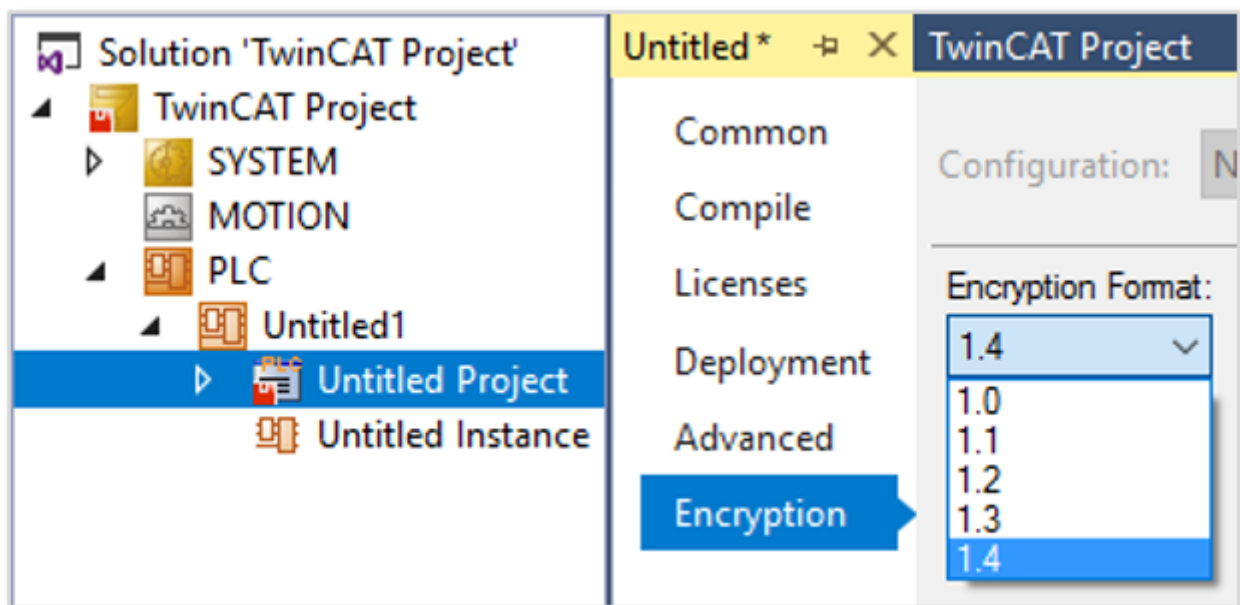 Solution 'TwinCAT Project'
TwinCAT Project
SYSTEM
MOTION
PLC
Untitled1
PLC
Untitled Project
Untitled Instance
Untitled*
TwinCAT Project
Common
Compile
Licenses
Deployment
Advanced
Encryption
Configuration: N
Encryption Format:
1.4
1.0
1.1
1.2
1.3
1.4